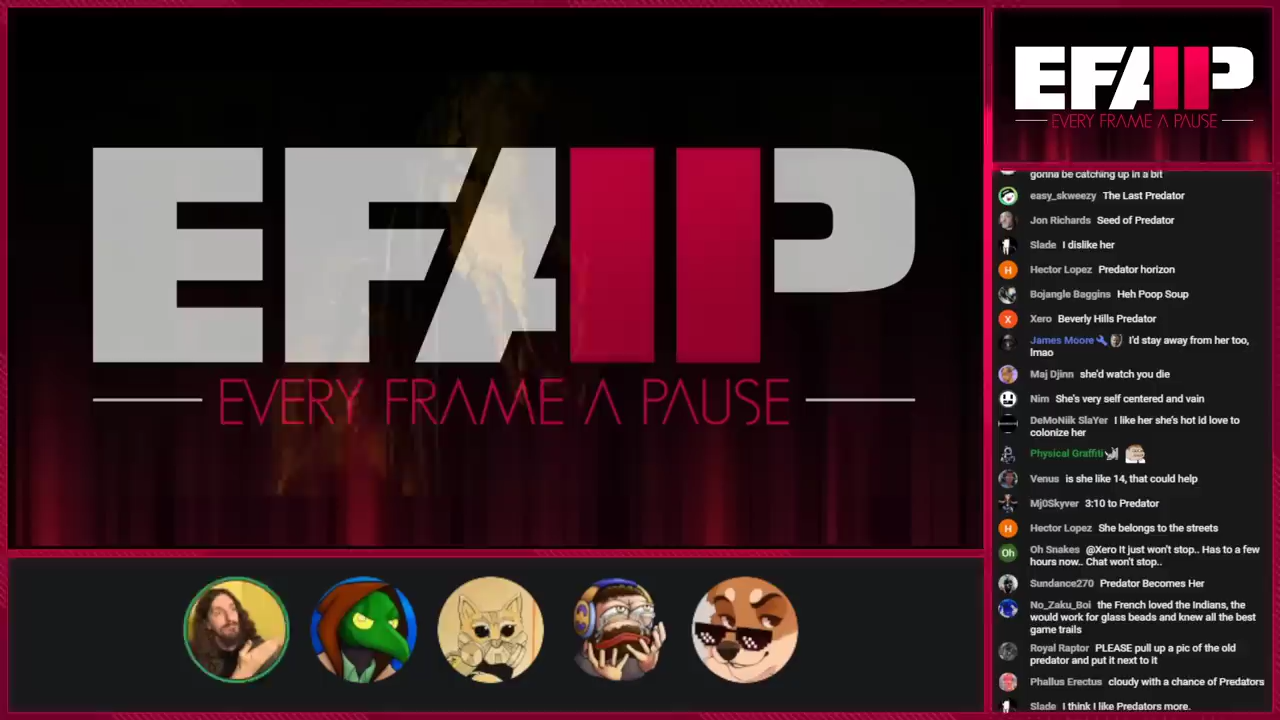 EFAP
EVERY FRAME A PAUSE
EFAP
EVERY FRAME A PAUSE
gonna be catching up in a bit
easy_skweezy The Last Predator
Jon Richards Seed of Predator
Slade I dislike her
H Hector Lopez Predator horizon
Bojangle Baggins Heh Poop Soup
X Xero Beverly Hills Predator
James Moore I'd stay away from her too,
lmao
Maj Djinn she'd watch you die
Nim She's very self centered and vain
DeMoNiik SlaYer I like her she's hot id love to
colonize her
Physical Graffiti
Venus is she like 14, that could help
Mj0Skyver 3:10 to Predator
H Hector Lopez She belongs to the streets
Oh Oh Snakes @Xero It just won't stop.. Has to a few
hours now.. Chat won't stop..
Sundance270 Predator Becomes Her
No_Zaku_Boi the French loved the Indians, the
would work for glass beads and knew all the best
game trails
Royal Raptor PLEASE pull up a pic of the old
predator and put it next to it
Phallus Erectus cloudy with a chance of Predators
Slade I think I like Predators more.